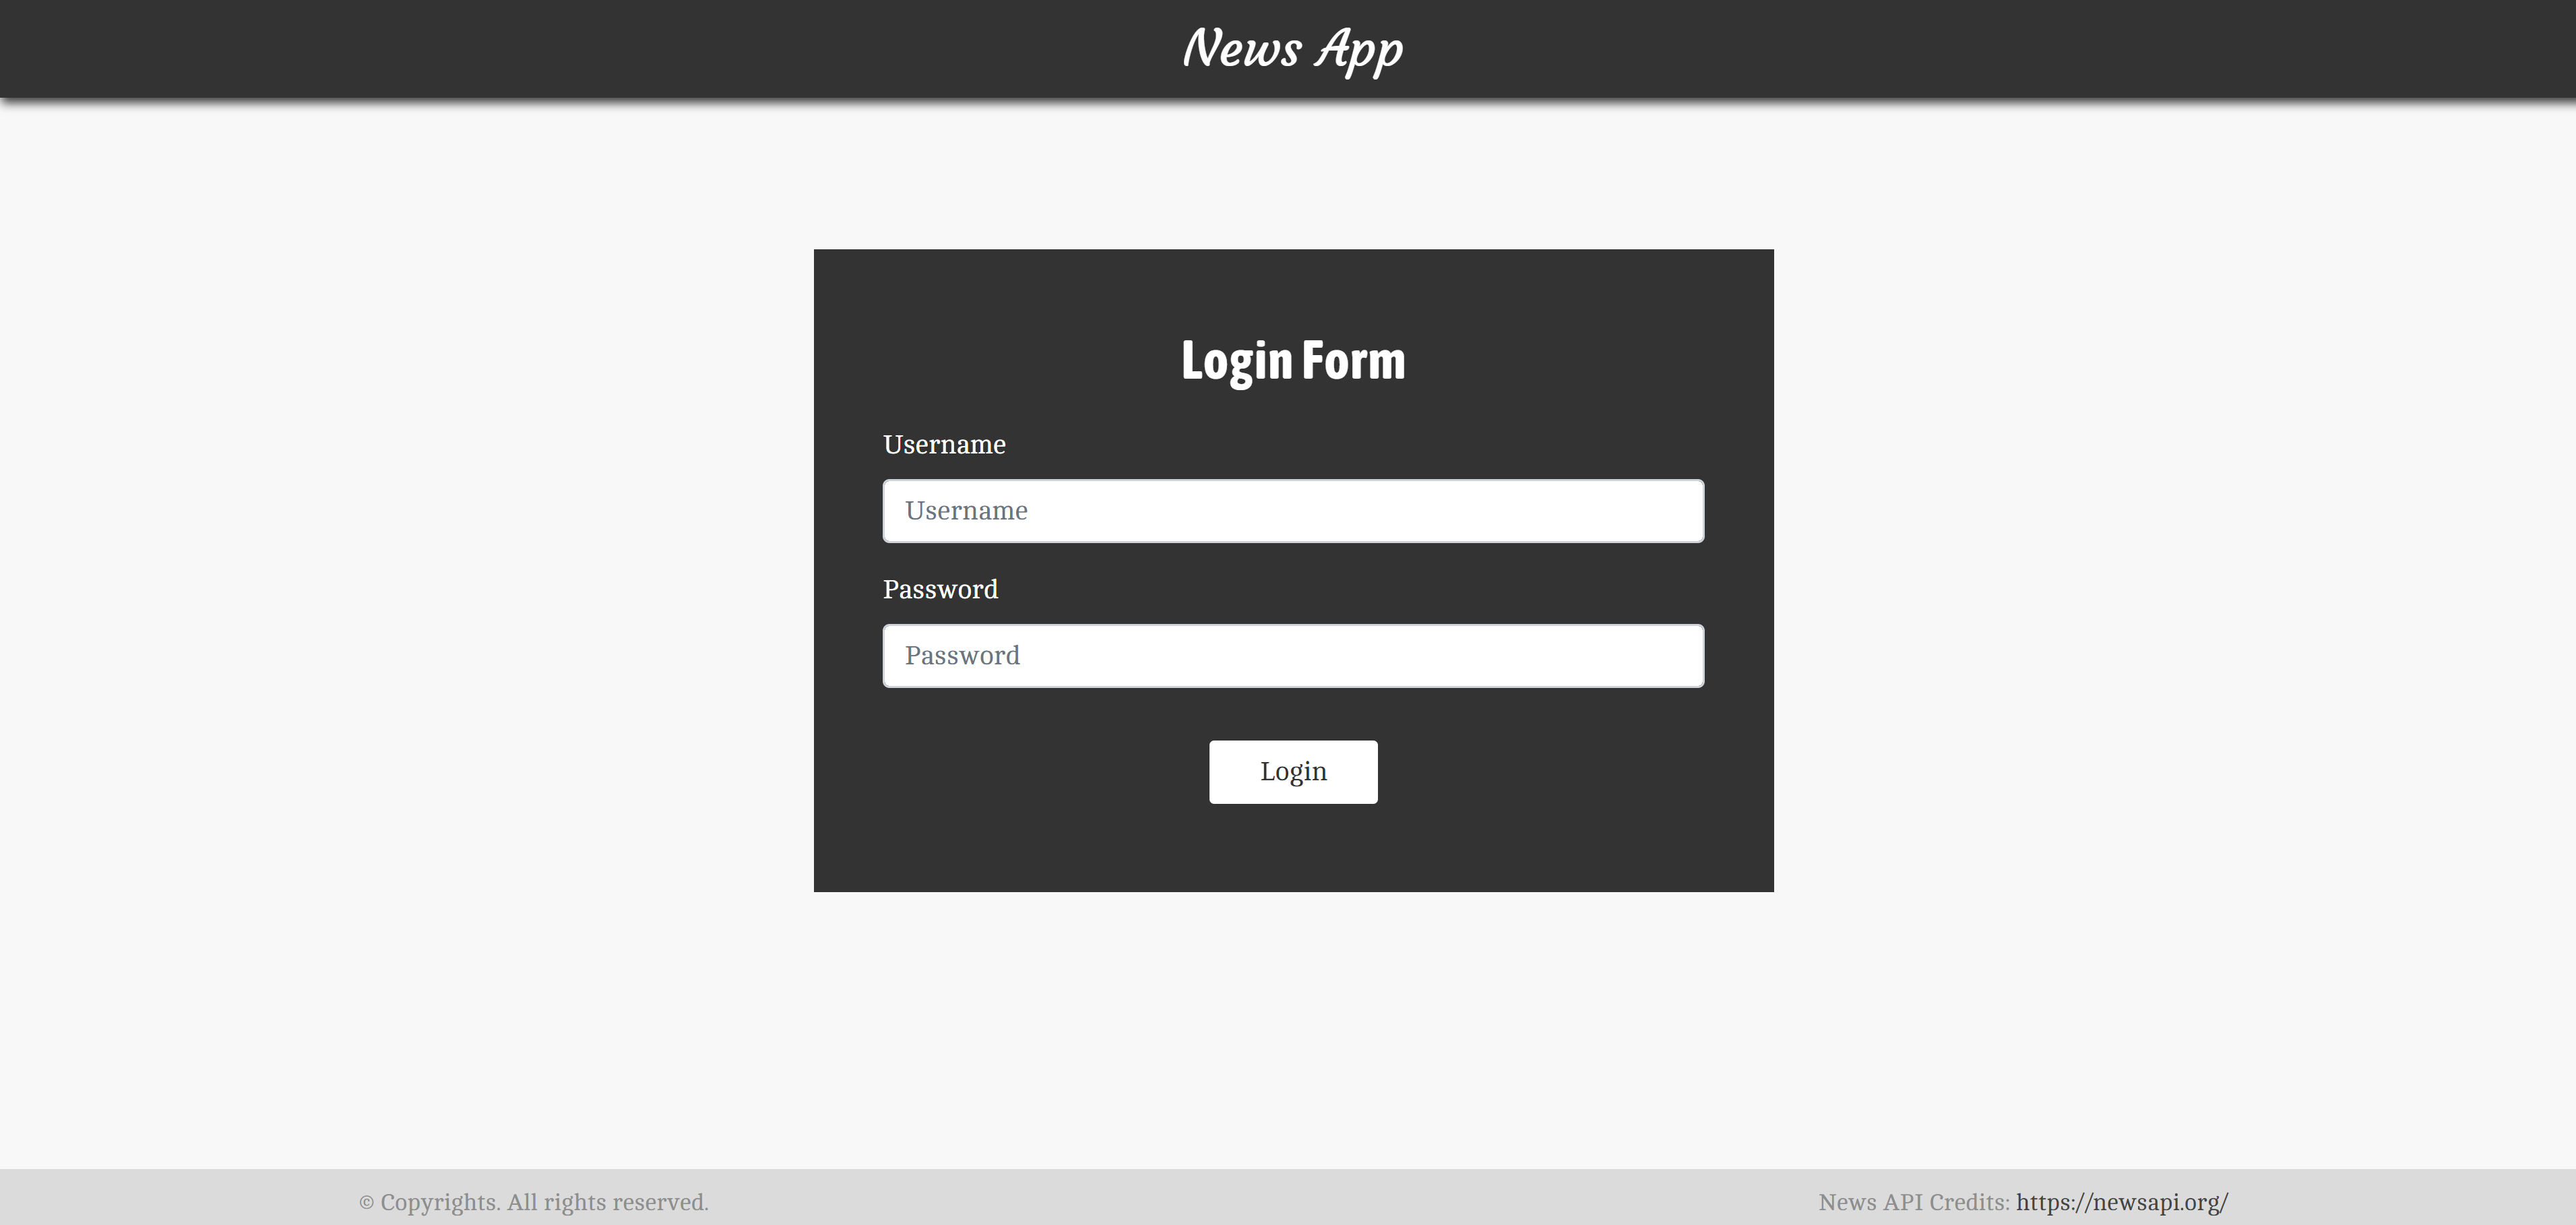 News App
Login Form
Username
Username
Password
Password
Login
© Copyrights. All rights reserved.
News API Credits: https://newsapi.org/